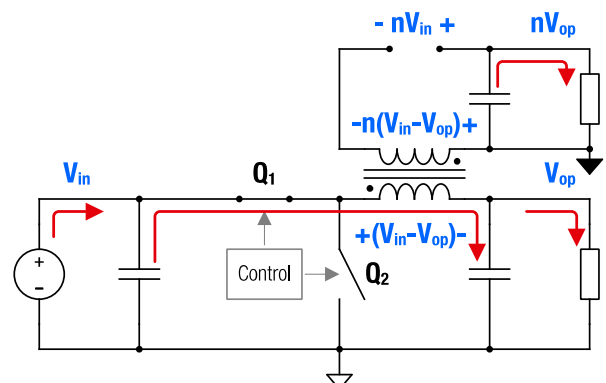 - nVin +
nVop
-n(Vin-Vop)+
Vin
Q1
Vop
+(Vin-Vop)-
Control
Q2
+
-